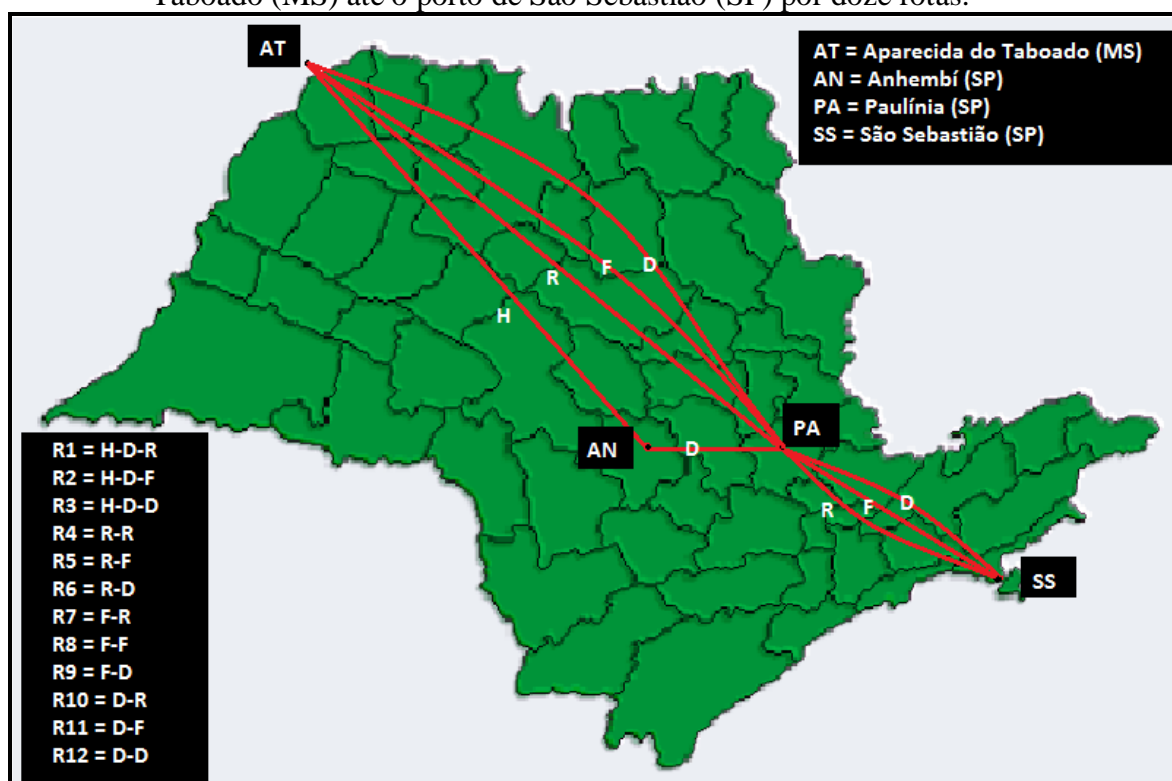 Taboado (MS) até o porto de São Sebastião (SP) por doze rotas.
AT
AT = Aparecida do Taboado (MS)
AN = Anhembí (SP)
PA = Paulínia (SP)
SS = São Sebastião (SP)
R
F
D
H
AN
D
PA
R
F
D
SS
R1 = H-D-R
R2 = H-D-F
R3 = H-D-D
R4 = R-R
R5 = R-F
R6 = R-D
R7 = F-R
R8 = F-F
R9 = F-D
R10 = D-R
R11 = D-F
R12 = D-D